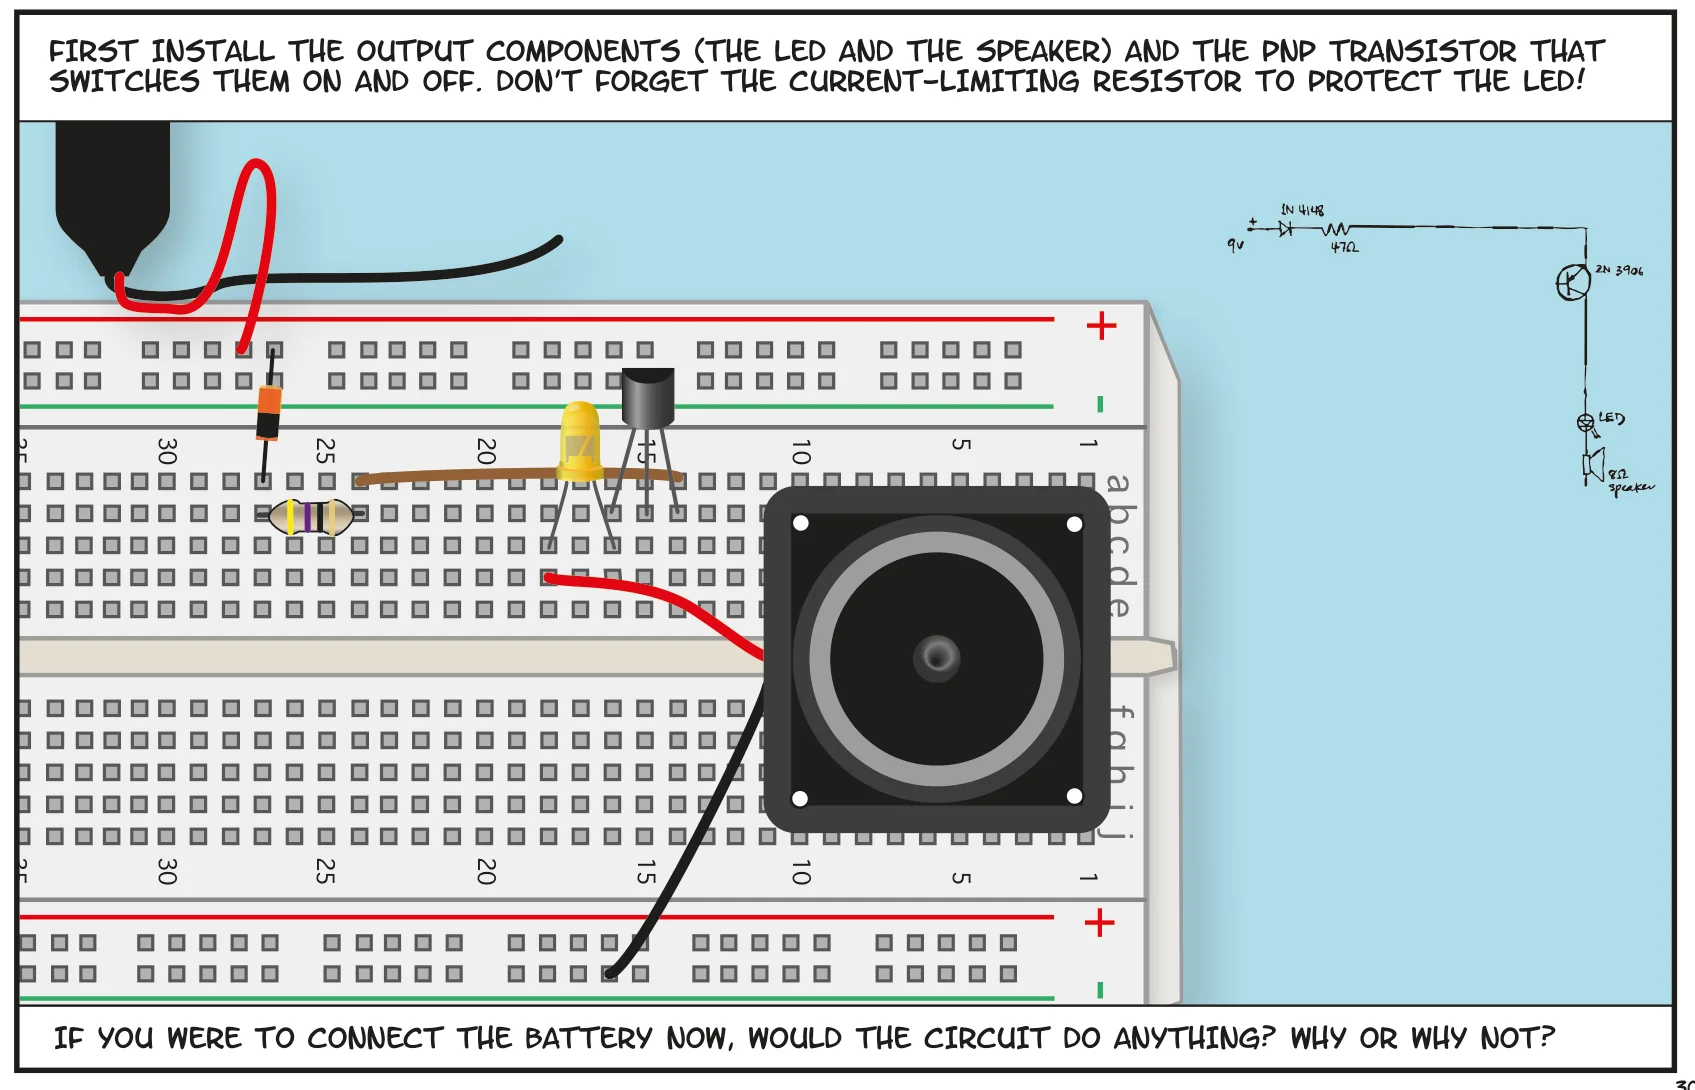 FIRST INSTALL THE OUTPUT COMPONENTS (THE LED AND THE SPEAKER) AND THE PNP TRANSISTOR THAT
SWITCHES THEM ON AND OFF. DON'T FORGET THE CURRENT-LIMITING RESISTOR TO PROTECT THE LED!
1N 4148
+
9v
47Ω
2N 3906
LED
8Ω
speaker
+
-
30 25 20 15 10 5 1
a
b
c
d
e
f
g
h
i
j
30 25 20 15 10 5 1
+
-
IF YOU WERE TO CONNECT THE BATTERY NOW, WOULD THE CIRCUIT DO ANYTHING? WHY OR WHY NOT?